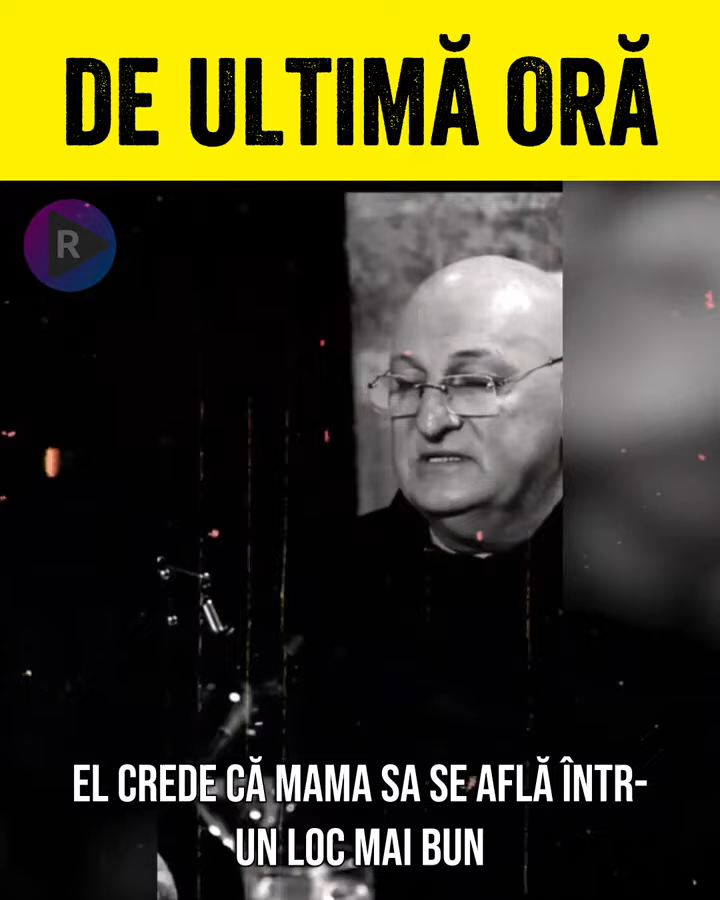 DE ULTIMĂ ORĂ
R
EL CREDE CĂ MAMA SA SE AFLĂ ÎNTR-
UN LOC MAI BUN